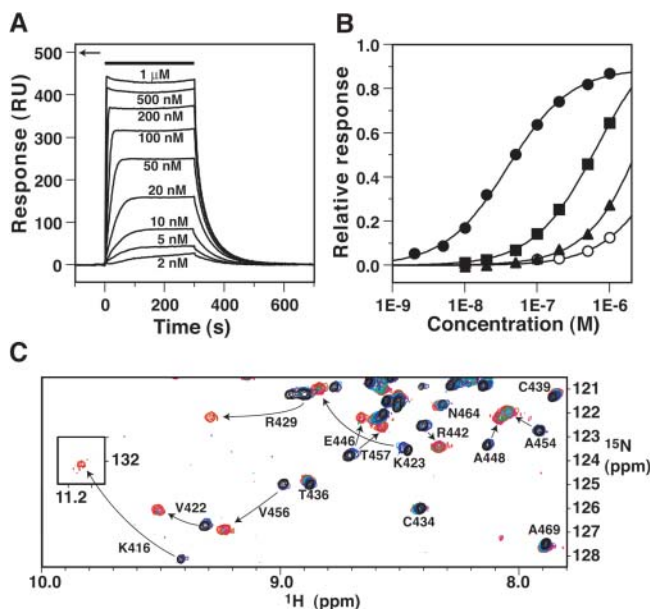 A
Response (RU)
500
400
300
200
100
0
1 μM
500 nM
200 nM
100 nM
50 nM
20 nM
10 nM
5 nM
2 nM
0 200 400 600
Time (s)
B
Relative response
1.0
0.8
0.6
0.4
0.2
0.0
1E-9 1E-8 1E-7 1E-6
Concentration (M)
C
R429
E446
T457
K423
N464
R442
A448
A454
C439
132
11.2
V422
V456
T436
C434
K416
A469
121
122
123
124
125
126
127
128
15N
(ppm)
10.0 9.0 8.0
1H (ppm)